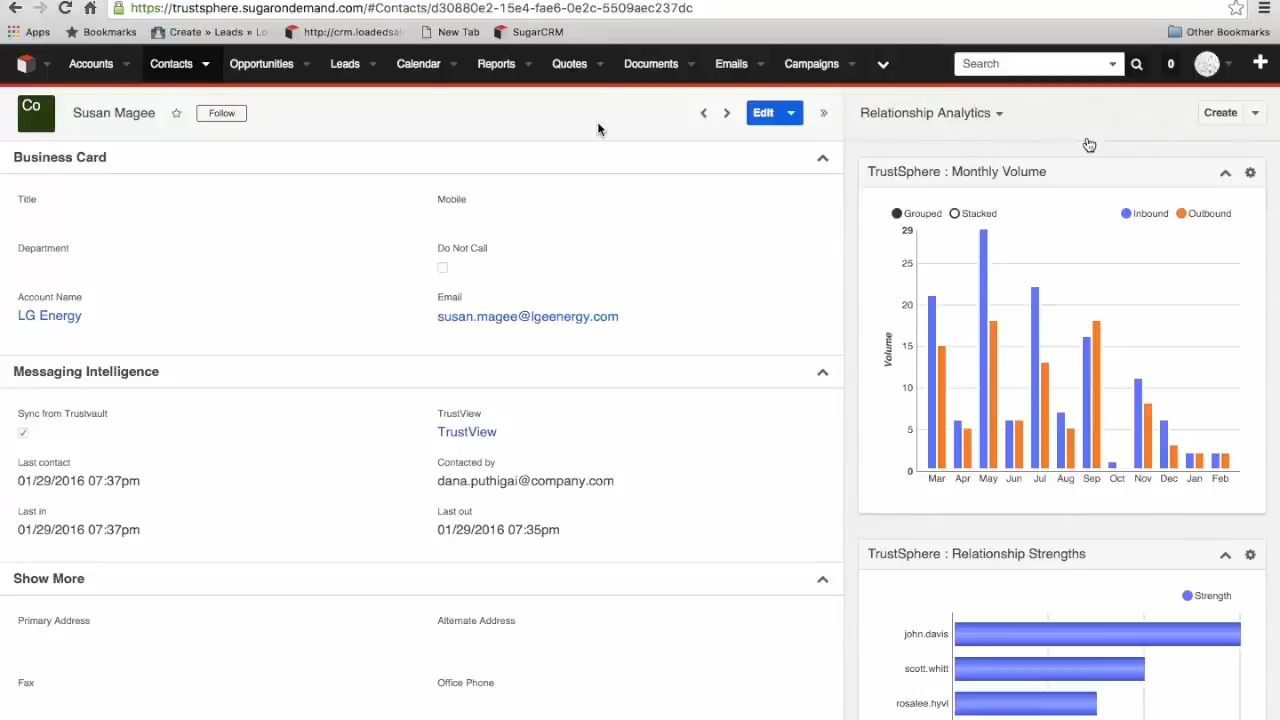 https://trustsphere.sugarondemand.com/#Contacts/d30880e2-15e4-fae6-0e2c-5509aec237dc
Apps Bookmarks Create » Leads » Lo http://crm.loadedsal New Tab SugarCRM Other Bookmarks
Accounts Contacts Opportunities Leads Calendar Reports Quotes Documents Emails Campaigns Search 0
Co Susan Magee Follow Edit
Business Card
Title Mobile
Department Do Not Call
Account Name Email
LG Energy susan.magee@lgeenergy.com
Messaging Intelligence
Sync from Trustvault TrustView
TrustView
Last contact Contacted by
01/29/2016 07:37pm dana.puthigai@company.com
Last in Last out
01/29/2016 07:37pm 01/29/2016 07:35pm
Show More
Primary Address Alternate Address
Fax Office Phone
Relationship Analytics Create
TrustSphere : Monthly Volume
Grouped Stacked Inbound Outbound
29
25
20
15
10
5
0
Volume
Mar Apr May Jun Jul Aug Sep Oct Nov Dec Jan Feb
TrustSphere : Relationship Strengths
Strength
john.davis
scott.whitt
rosalee.hyvl